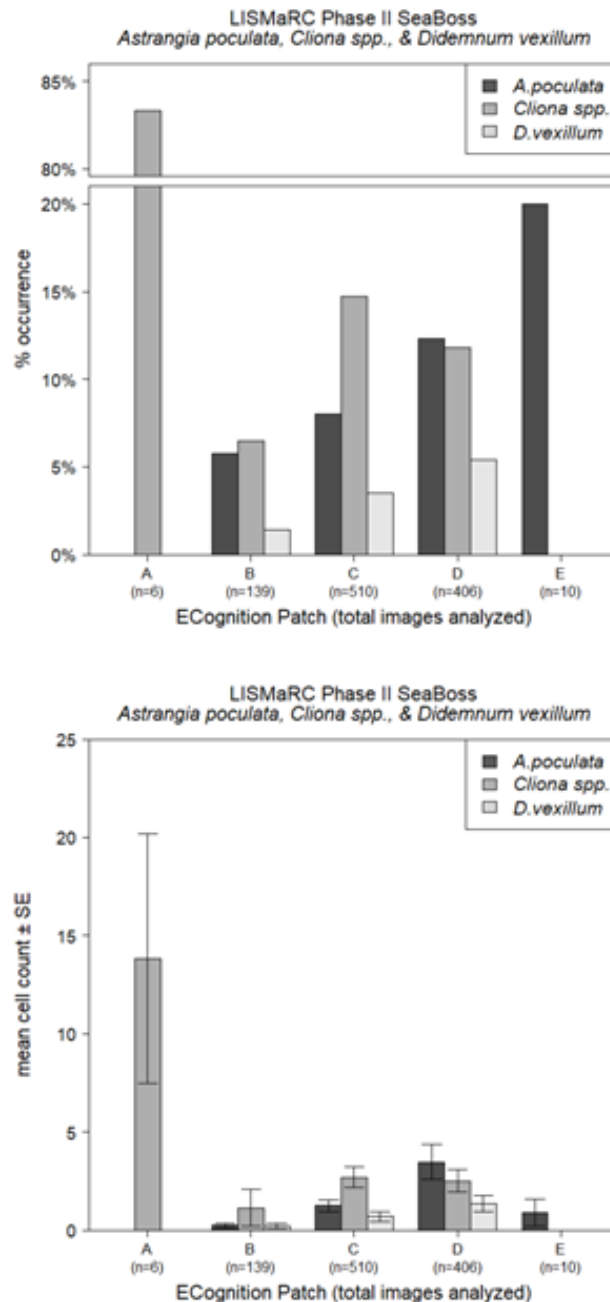 LISMaRC Phase II SeaBoss
Astrangia poculata, Cliona spp., & Didemnum vexillum
85%
80%
20%
15%
10%
5%
0%
% occurrence
A.poculata
Cliona spp.
D.vexillum
A B C D E
(n=6) (n=139) (n=510) (n=406) (n=10)
ECognition Patch (total images analyzed)
LISMaRC Phase II SeaBoss
Astrangia poculata, Cliona spp., & Didemnum vexillum
25
20
15
10
5
0
mean cell count ± SE
A.poculata
Cliona spp.
D.vexillum
A B C D E
(n=6) (n=139) (n=510) (n=406) (n=10)
ECognition Patch (total images analyzed)